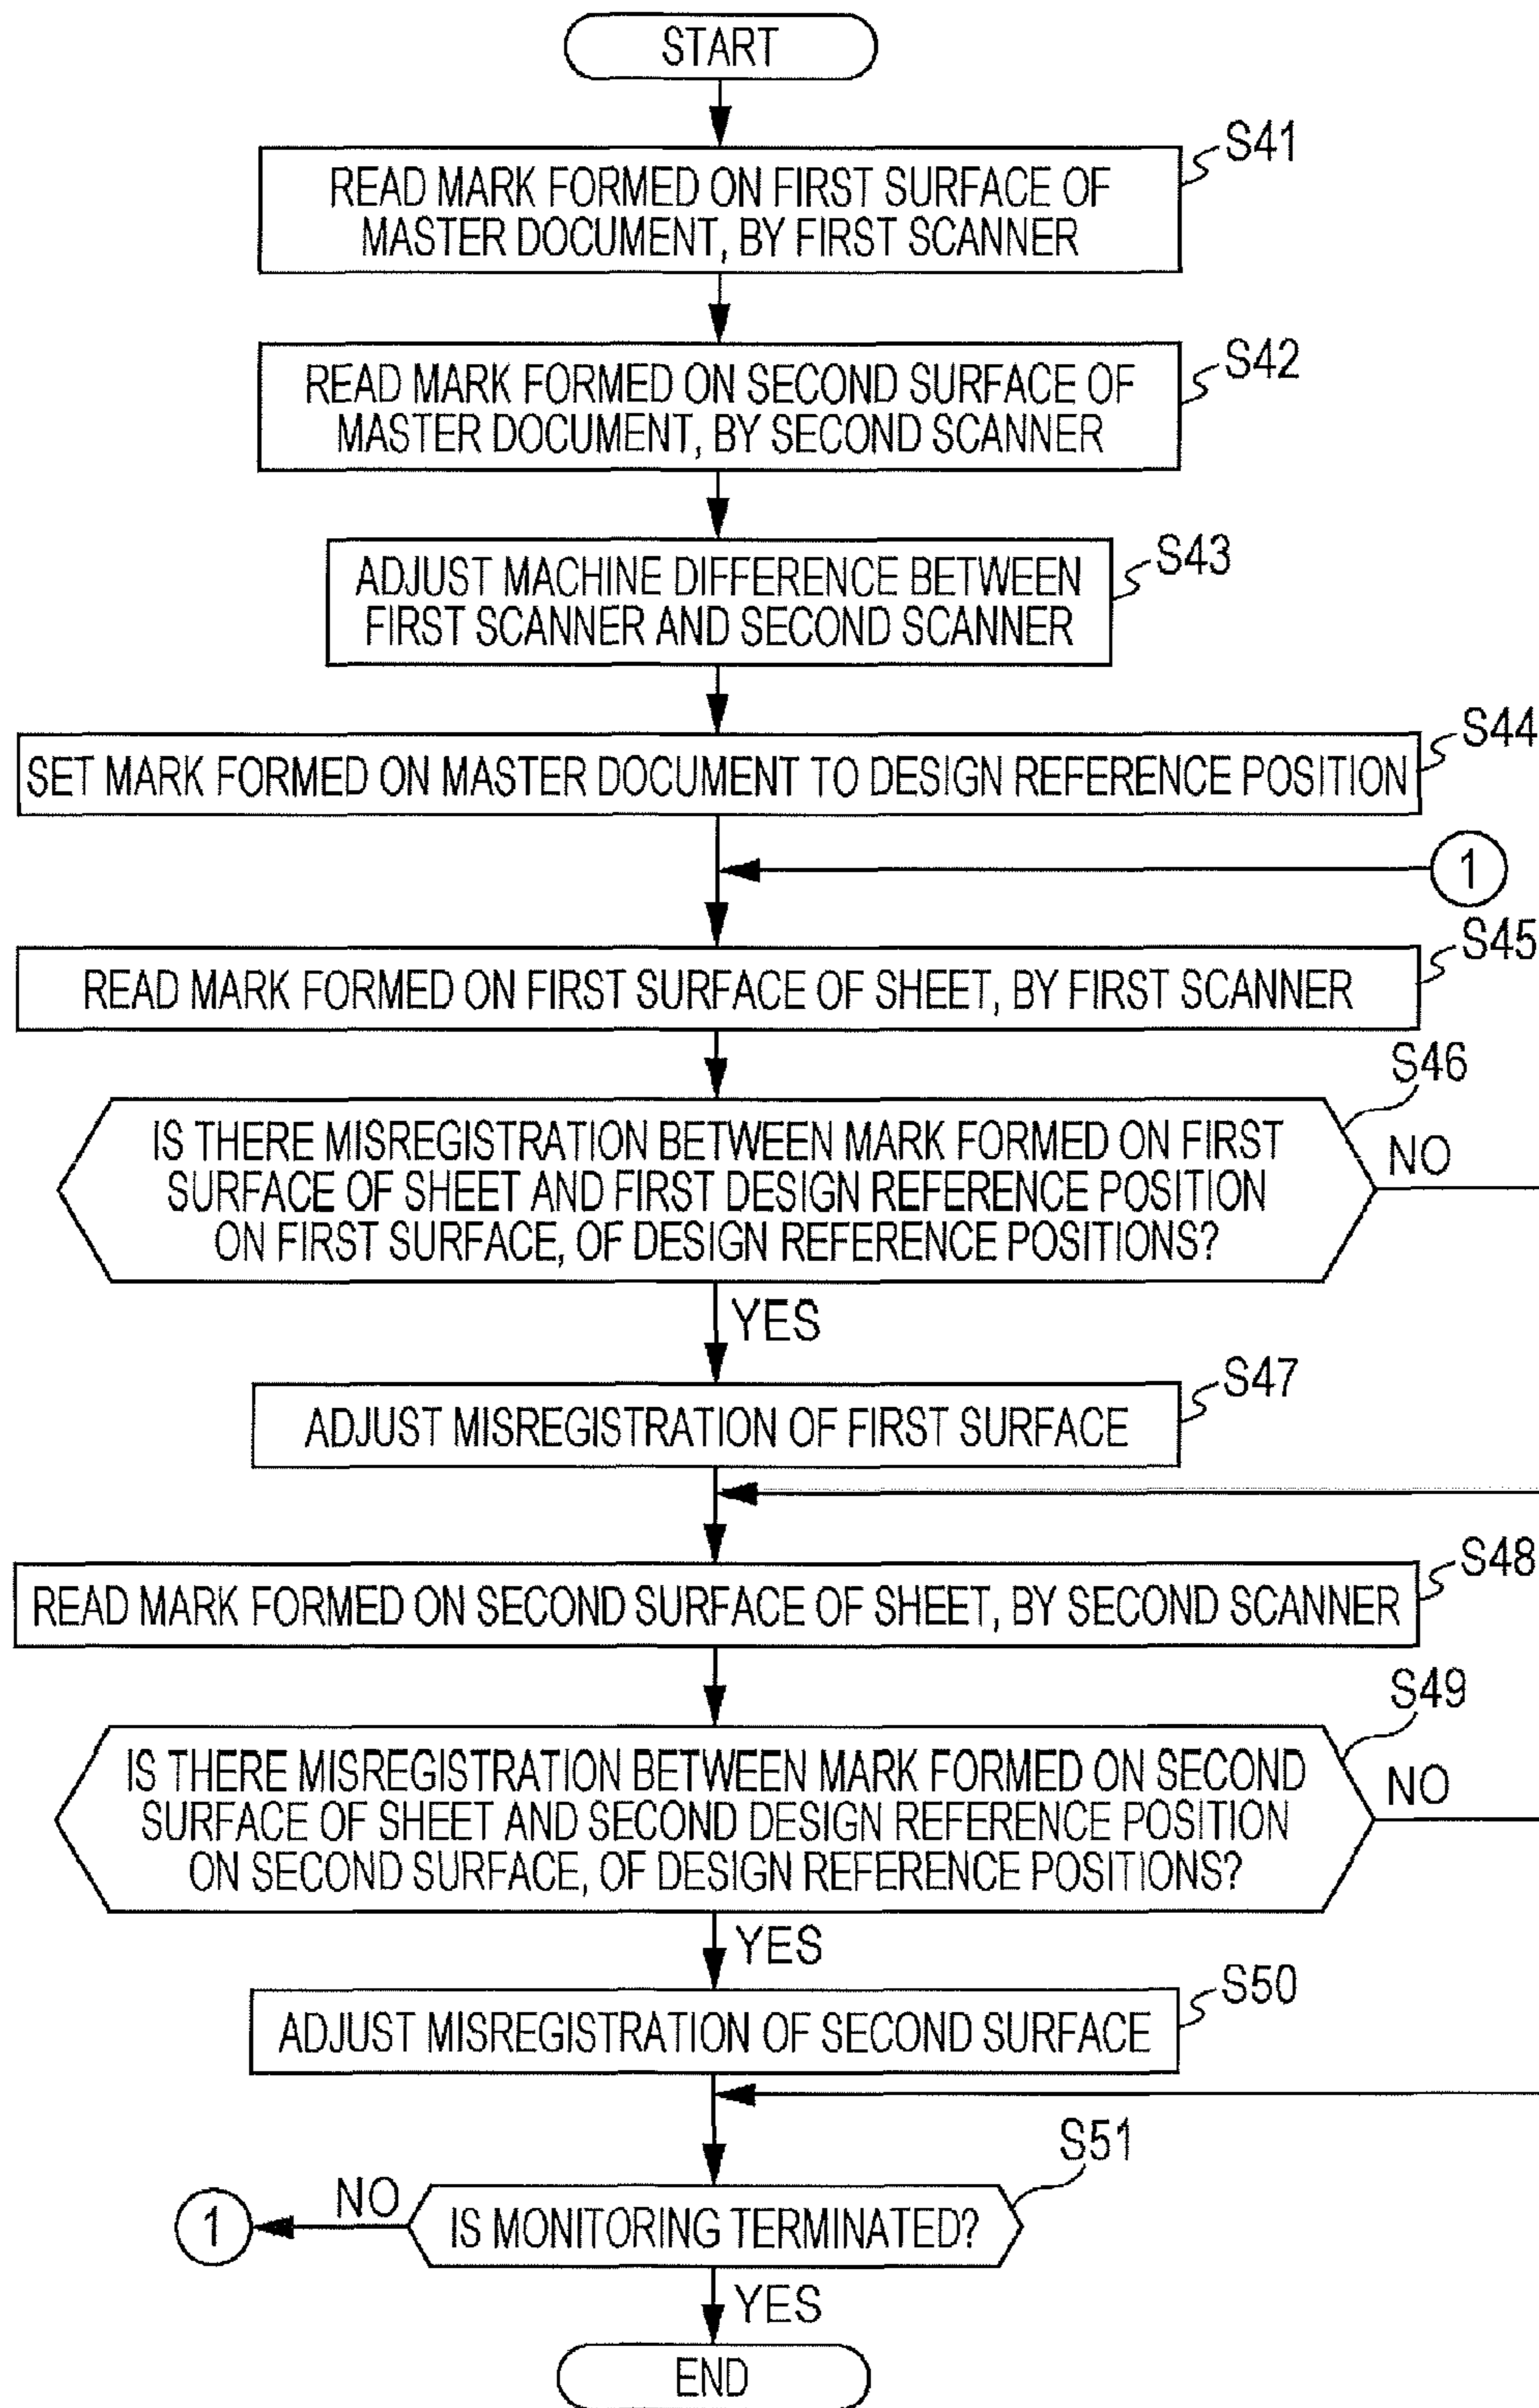 START
S41
READ MARK FORMED ON FIRST SURFACE OF
MASTER DOCUMENT, BY FIRST SCANNER
S42
READ MARK FORMED ON SECOND SURFACE OF
MASTER DOCUMENT, BY SECOND SCANNER
S43
ADJUST MACHINE DIFFERENCE BETWEEN
FIRST SCANNER AND SECOND SCANNER
S44
SET MARK FORMED ON MASTER DOCUMENT TO DESIGN REFERENCE POSITION
1
S45
READ MARK FORMED ON FIRST SURFACE OF SHEET, BY FIRST SCANNER
S46
IS THERE MISREGISTRATION BETWEEN MARK FORMED ON FIRST
SURFACE OF SHEET AND FIRST DESIGN REFERENCE POSITION
ON FIRST SURFACE, OF DESIGN REFERENCE POSITIONS?
NO
YES
S47
ADJUST MISREGISTRATION OF FIRST SURFACE
S48
READ MARK FORMED ON SECOND SURFACE OF SHEET, BY SECOND SCANNER
S49
IS THERE MISREGISTRATION BETWEEN MARK FORMED ON SECOND
SURFACE OF SHEET AND SECOND DESIGN REFERENCE POSITION
ON SECOND SURFACE, OF DESIGN REFERENCE POSITIONS?
NO
YES
S50
ADJUST MISREGISTRATION OF SECOND SURFACE
S51
1
NO
IS MONITORING TERMINATED?
YES
END